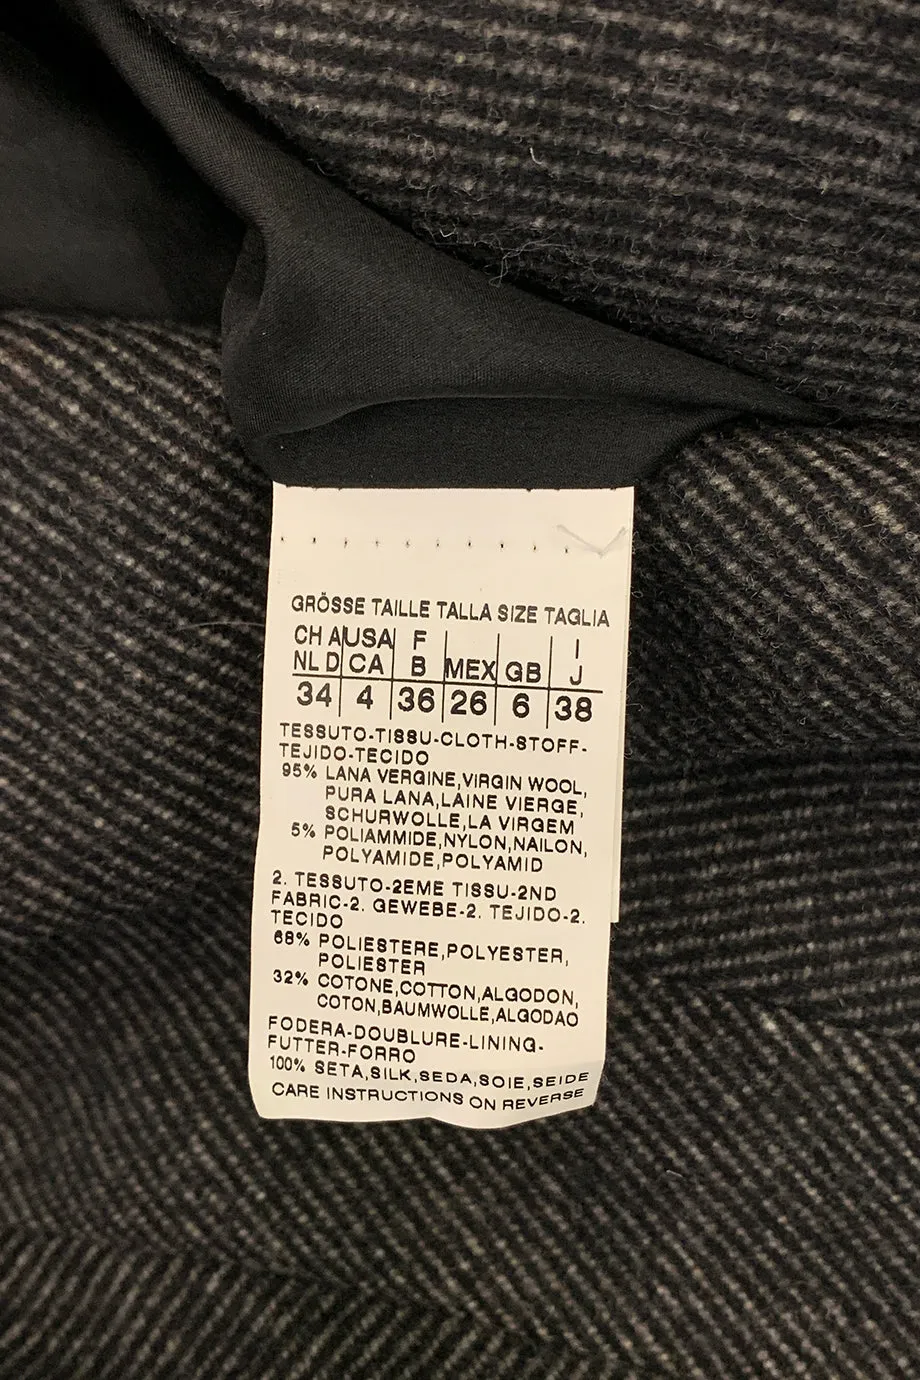 GRÖSSE TAILLE TALLA SIZE TAGLIA
CH A USA F I
NL D CA B MEX GB J
34 4 36 26 6 38
TESSUTO-TISSU-CLOTH-STOFF-
TEJIDO-TECIDO
95% LANA VERGINE,VIRGIN WOOL,
PURA LANA,LAINE VIERGE,
SCHURWOLLE,LA VIRGEM
5% POLIAMMIDE,NYLON,NAILON,
POLYAMIDE,POLYAMID
2. TESSUTO-2EME TISSU-2ND
FABRIC-2. GEWEBE-2. TEJIDO-2.
TECIDO
68% POLIESTERE,POLYESTER,
POLIESTER
32% COTONE,COTTON,ALGODON,
COTON,BAUMWOLLE,ALGODAO
FODERA-DOUBLURE-LINING-
FUTTER-FORRO
100% SETA,SILK,SEDA,SOIE,SEIDE
CARE INSTRUCTIONS ON REVERSE